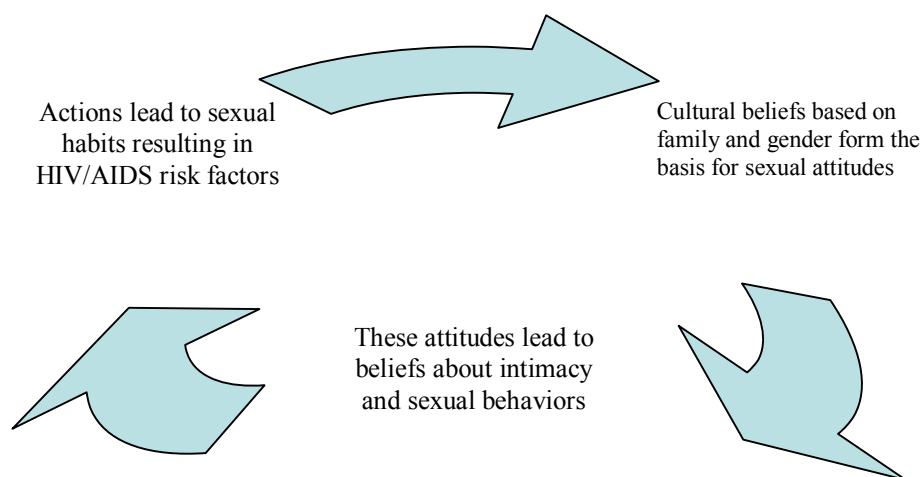 Actions lead to sexual
habits resulting in
HIV/AIDS risk factors
Cultural beliefs based on
family and gender form the
basis for sexual attitudes
These attitudes lead to
beliefs about intimacy
and sexual behaviors